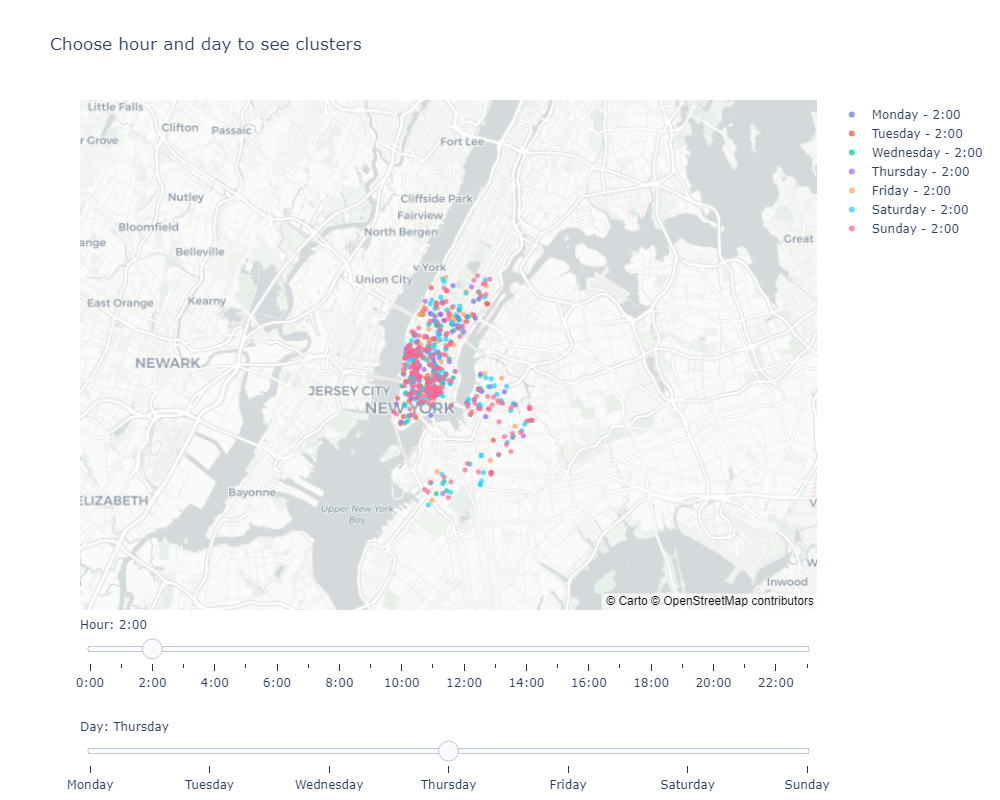 Choose hour and day to see clusters
Little Falls
Clifton
Passaic
r Grove
Fort Lee
Nutley
Cliffside Park
Fairview
Bloomfield
North Bergen
ange
Belleville
Great
v York
Union City
East Orange
Kearny
NEWARK
JERSEY CITY
NEW YORK
ELIZABETH
Bayonne
Upper New York
Bay
V
W
Inwood
© Carto © OpenStreetMap contributors
Monday - 2:00
Tuesday - 2:00
Wednesday - 2:00
Thursday - 2:00
Friday - 2:00
Saturday - 2:00
Sunday - 2:00
Hour: 2:00
0:00 2:00 4:00 6:00 8:00 10:00 12:00 14:00 16:00 18:00 20:00 22:00
Day: Thursday
Monday Tuesday Wednesday Thursday Friday Saturday Sunday